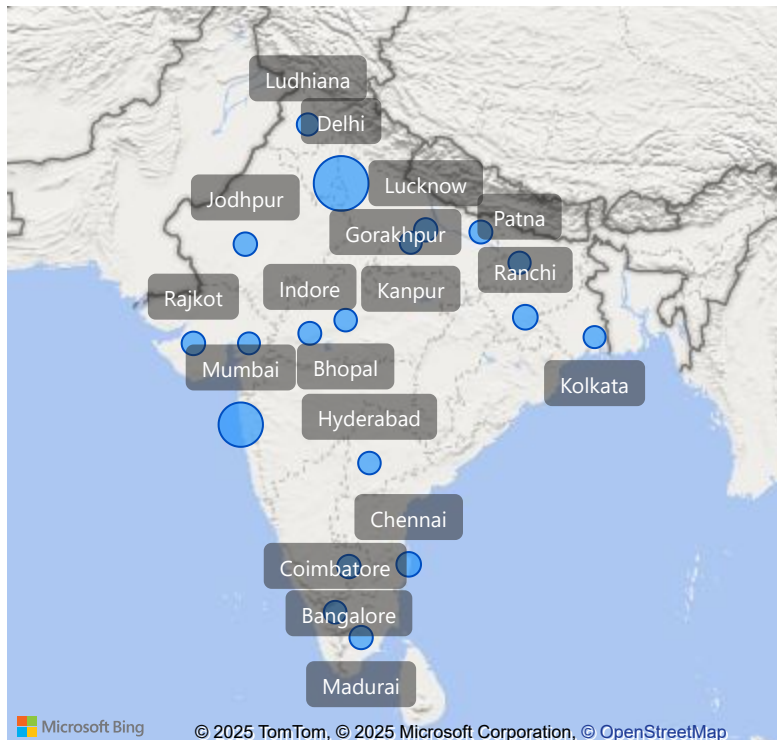 Ludhiana
Delhi
Lucknow
Jodhpur
Patna
Gorakhpur
Ranchi
Indore
Kanpur
Rajkot
Mumbai
Bhopal
Kolkata
Hyderabad
Chennai
Coimbatore
Bangalore
Madurai
Microsoft Bing
© 2025 TomTom, © 2025 Microsoft Corporation, © OpenStreetMap